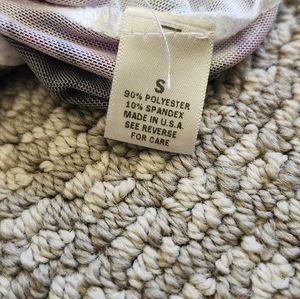 S
90% POLYESTER
10% SPANDEX
MADE IN U.S.A.
SEE REVERSE
FOR CARE